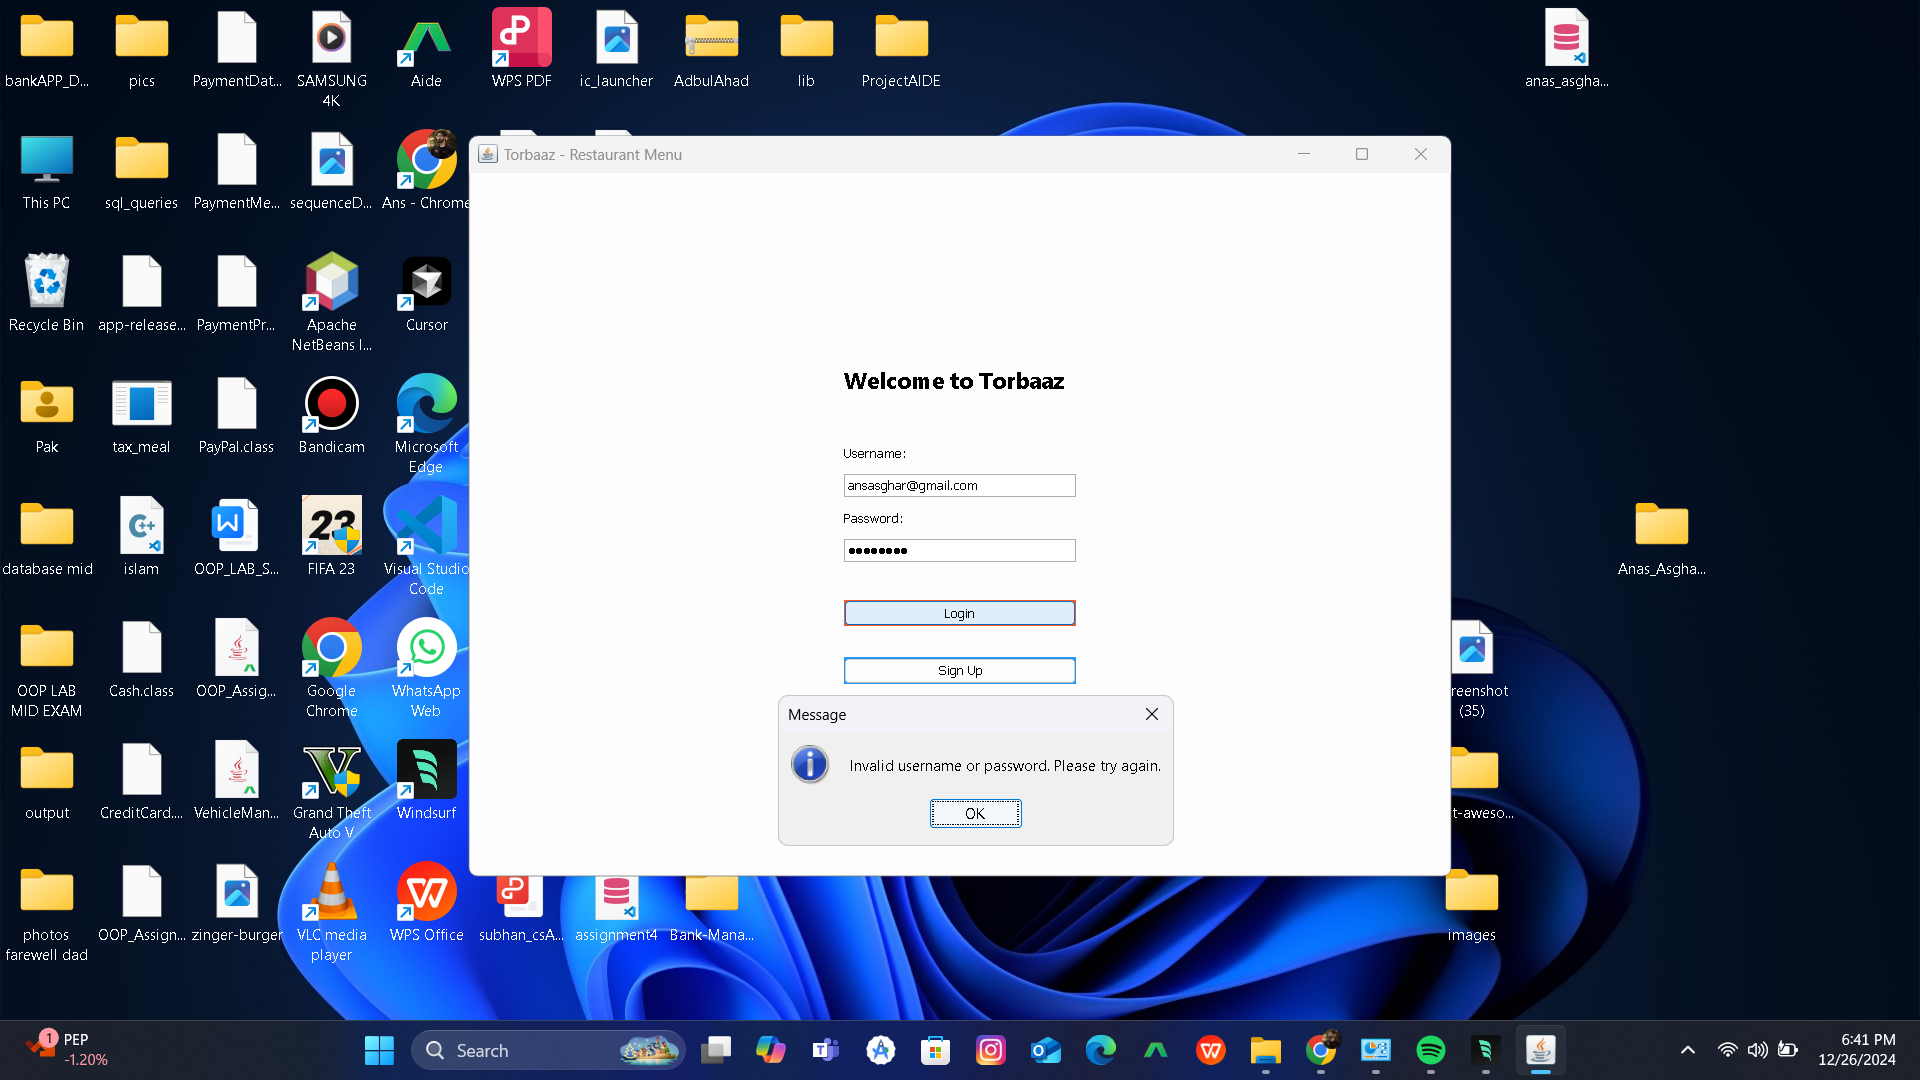 bankAPP_D...
pics
PaymentDat...
SAMSUNG
4K
Aide
WPS PDF
ic_launcher
AdbulAhad
lib
ProjectAIDE
anas_asgha...
This PC
sql_queries
PaymentMe...
sequenceD...
Ans - Chrome
Torbaaz - Restaurant Menu
Recycle Bin
app-release...
PaymentPr...
Apache
NetBeans I...
Cursor
Welcome to Torbaaz
Pak
tax_meal
PayPal.class
Bandicam
Microsoft
Edge
Username:
ansasghar@gmail.com
Password:
database mid
islam
OOP_LAB_S...
23
FIFA 23
Visual Studio
Code
Anas_Asgha...
Login
Sign Up
OOP LAB
MID EXAM
Cash.class
OOP_Assig...
Google
Chrome
WhatsApp
Web
reenshot
(35)
Message
Invalid username or password. Please try again.
OK
output
CreditCard....
VehicleMan...
Grand Theft
Auto V
Windsurf
t-aweso...
photos
farewell dad
OOP_Assign...
zinger-burger
VLC media
player
WPS Office
subhan_csA...
assignment4
Bank-Mana...
images
1
PEP
-1.20%
Search
6:41 PM
12/26/2024